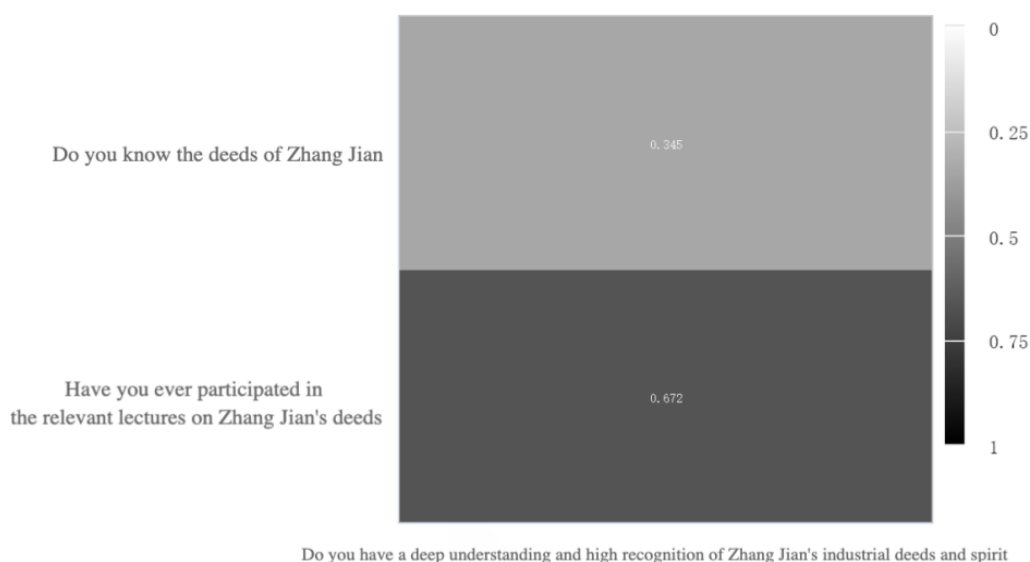 0
0.345
0.25
Do you know the deeds of Zhang Jian
0.5
0.75
Have you ever participated in
0.672
the relevant lectures on Zhang Jian's deeds
1
Do you have a deep understanding and high recognition of Zhang Jian's industrial deeds and spirit